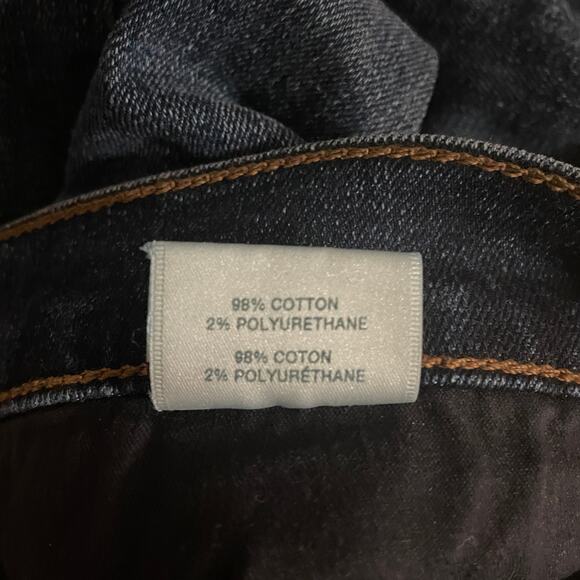 98% COTTON
2% POLYURETHANE
98% COTON
2% POLYURÉTHANE